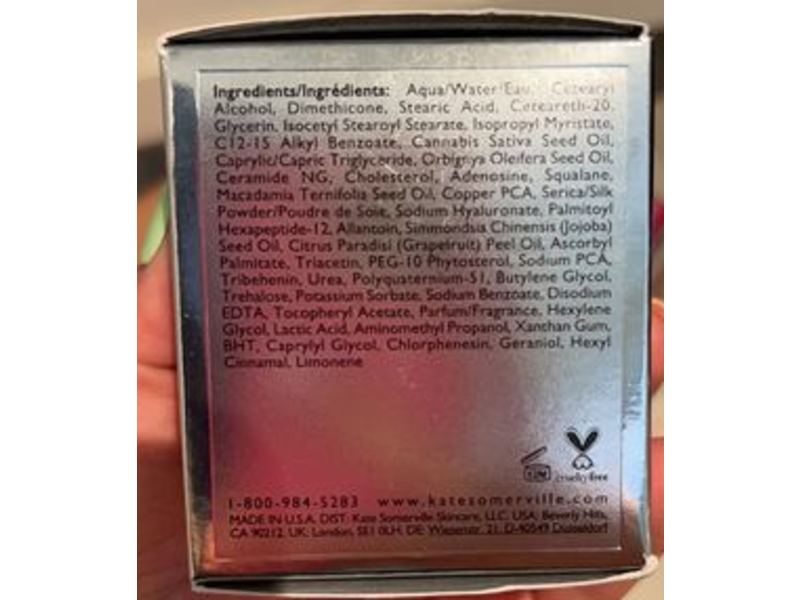 Ingredients/Ingrédients: Aqua/Water/Eau, Cetearyl
Alcohol, Dimethicone, Stearic Acid, Ceteareth-20,
Glycerin, Isocetyl Stearoyl Stearate, Isopropyl Myristate,
C12-15 Alkyl Benzoate, Cannabis Sativa Seed Oil,
Caprylic/Capric Triglyceride, Orbignya Oleifera Seed Oil,
Ceramide NG, Cholesterol, Adenosine, Squalane,
Macadamia Ternifolia Seed Oil, Copper PCA, Serica/Silk
Powder/Poudre de Soie, Sodium Hyaluronate, Palmitoyl
Hexapeptide-12, Allantoin, Simmondsia Chinensis (Jojoba)
Seed Oil, Citrus Paradisi (Grapefruit) Peel Oil, Ascorbyl
Palmitate, Triacetin, PEG-10 Phytosterol, Sodium PCA,
Tribehenin, Urea, Polyquaternium-51, Butylene Glycol,
Trehalose, Potassium Sorbate, Sodium Benzoate, Disodium
EDTA, Tocopheryl Acetate, Parfum/Fragrance, Hexylene
Glycol, Lactic Acid, Aminomethyl Propanol, Xanthan Gum,
BHT, Caprylyl Glycol, Chlorphenesin, Geraniol, Hexyl
Cinnamal, Limonene
12M
crueltyfree
1-800-984-5283 www.katesomerville.com
MADE IN U.S.A. DIST: Kate Somerville Skincare, LLC. USA; Beverly Hills,
CA 90212. UK: London, SE1 0LH; DE: Wiesenstr. 21, D-40549 Düsseldorf